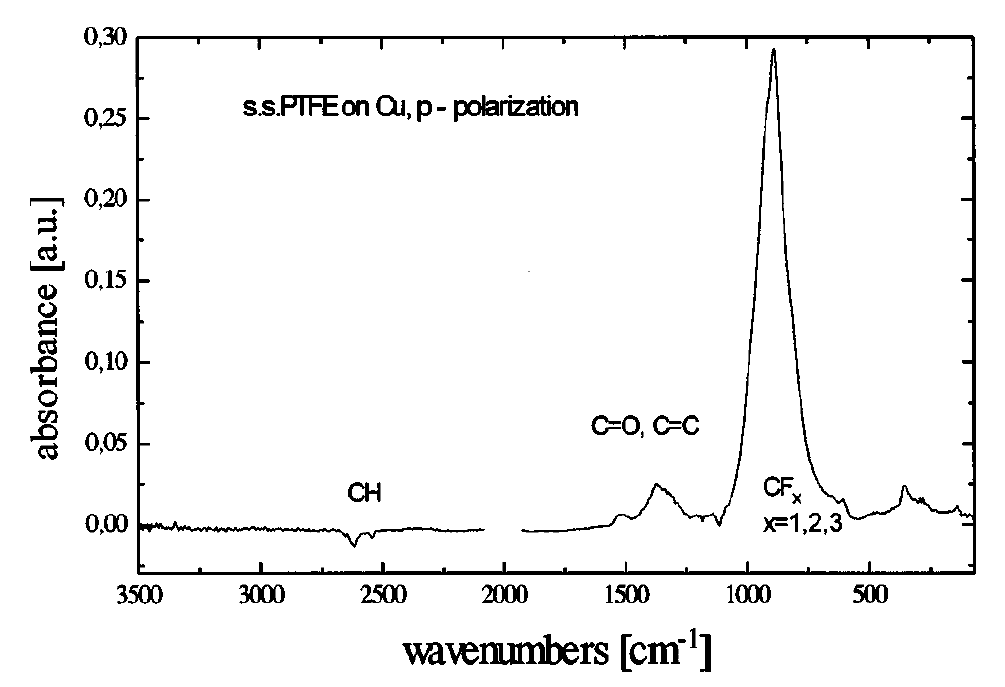 0,30
s.s.PTFE on Cu, p - polarization
0,25
0,20
0,15
0,10
0,05
0,00
absorbance [a.u.]
C=O, C=C
CH
CFx
x=1,2,3
3500 3000 2500 2000 1500 1000 500
wavenumbers [cm-1]